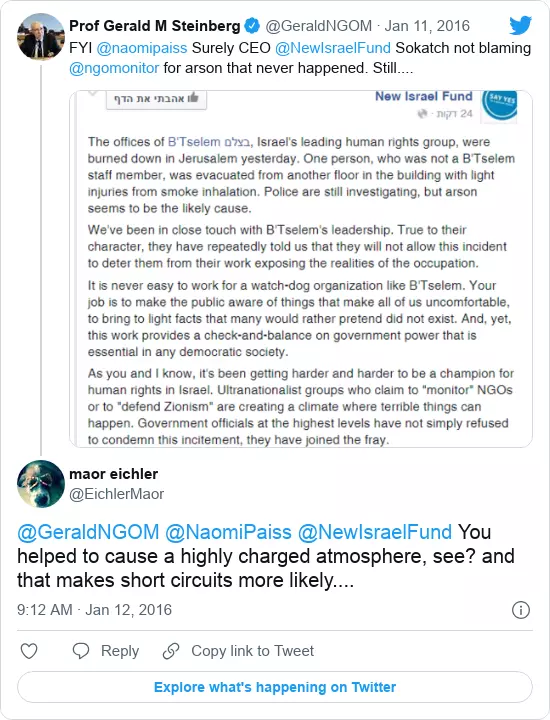 Prof Gerald M Steinberg @GeraldNGOM · Jan 11, 2016
FYI @naomipaiss Surely CEO @NewIsraelFund Sokatch not blaming
@ngomonitor for arson that never happened. Still....
אהבתי את הדף
New Israel Fund
24 דקות ·
SAY YES
The offices of B'Tselem בצלם, Israel's leading human rights group, were
burned down in Jerusalem yesterday. One person, who was not a B'Tselem
staff member, was evacuated from another floor in the building with light
injuries from smoke inhalation. Police are still investigating, but arson
seems to be the likely cause.
We've been in close touch with B'Tselem's leadership. True to their
character, they have repeatedly told us that they will not allow this incident
to deter them from their work exposing the realities of the occupation.
It is never easy to work for a watch-dog organization like B'Tselem. Your
job is to make the public aware of things that make all of us uncomfortable,
to bring to light facts that many would rather pretend did not exist. And, yet,
this work provides a check-and-balance on government power that is
essential in any democratic society.
As you and I know, it's been getting harder and harder to be a champion for
human rights in Israel. Ultranationalist groups who claim to "monitor" NGOs
or to "defend Zionism" are creating a climate where terrible things can
happen. Government officials at the highest levels have not simply refused
to condemn this incitement, they have joined the fray.
maor eichler
@EichlerMaor
@GeraldNGOM @NaomiPaiss @NewIsraelFund You
helped to cause a highly charged atmosphere, see? and
that makes short circuits more likely....
9:12 AM · Jan 12, 2016
Reply
Copy link to Tweet
Explore what's happening on Twitter